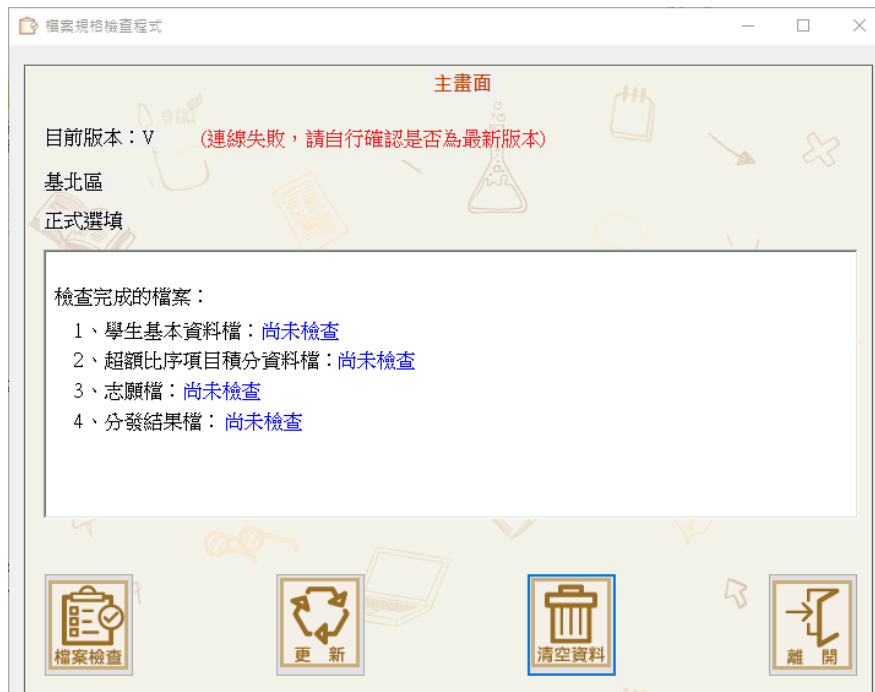 檔案規格檢查程式
主畫面
目前版本：V (連線失敗，請自行確認是否為最新版本)
基北區
正式選填
檢查完成的檔案：
1、學生基本資料檔：尚未檢查
2、超額比序項目積分資料檔：尚未檢查
3、志願檔：尚未檢查
4、分發結果檔： 尚未檢查
檔案檢查
更 新
清空資料
離 開